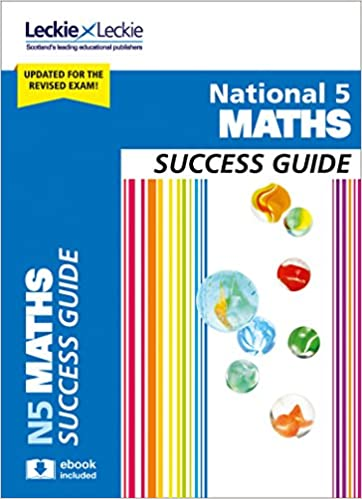 Leckie x Leckie
Scotland's leading educational publishers
UPDATED FOR THE
REVISED EXAM!
National 5
MATHS
SUCCESS GUIDE
N5 MATHS
SUCCESS GUIDE
ebook
included